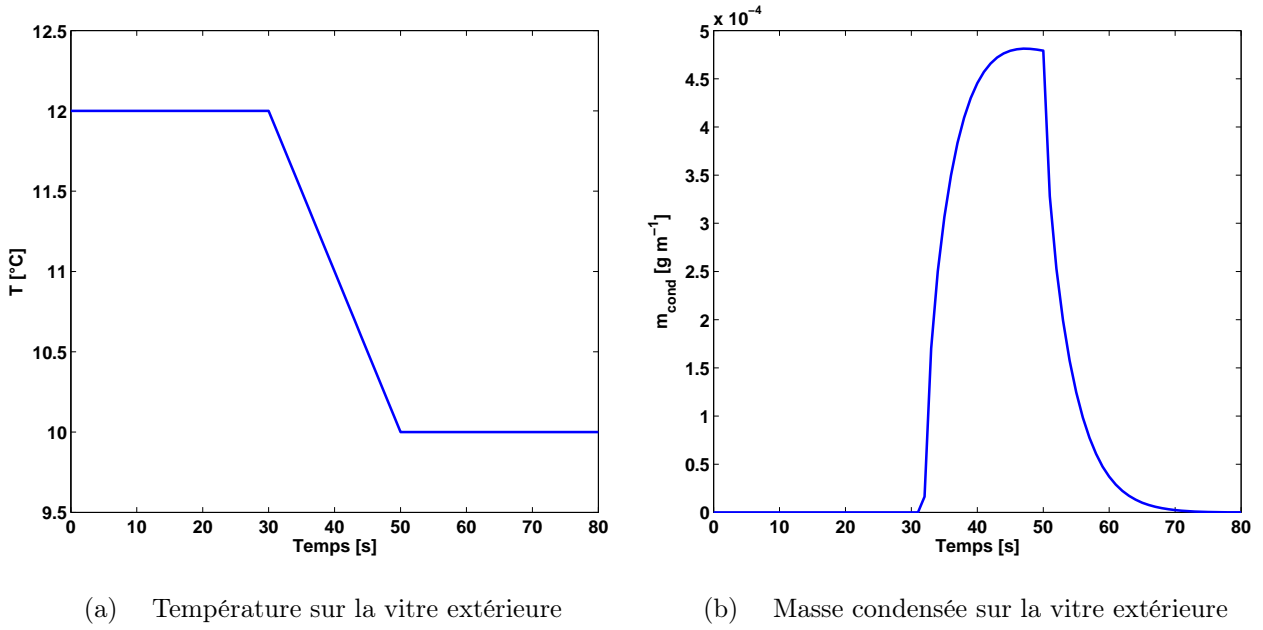 12.5
12
11.5
11
10.5
10
9.5
0 10 20 30 40 50 60 70 80
T [°C]
Temps [s]
x 10−4
5
4.5
4
3.5
3
2.5
2
1.5
1
0.5
0
0 10 20 30 40 50 60 70 80
mcond [g m−1]
Temps [s]
(a) Température sur la vitre extérieure
(b) Masse condensée sur la vitre extérieure